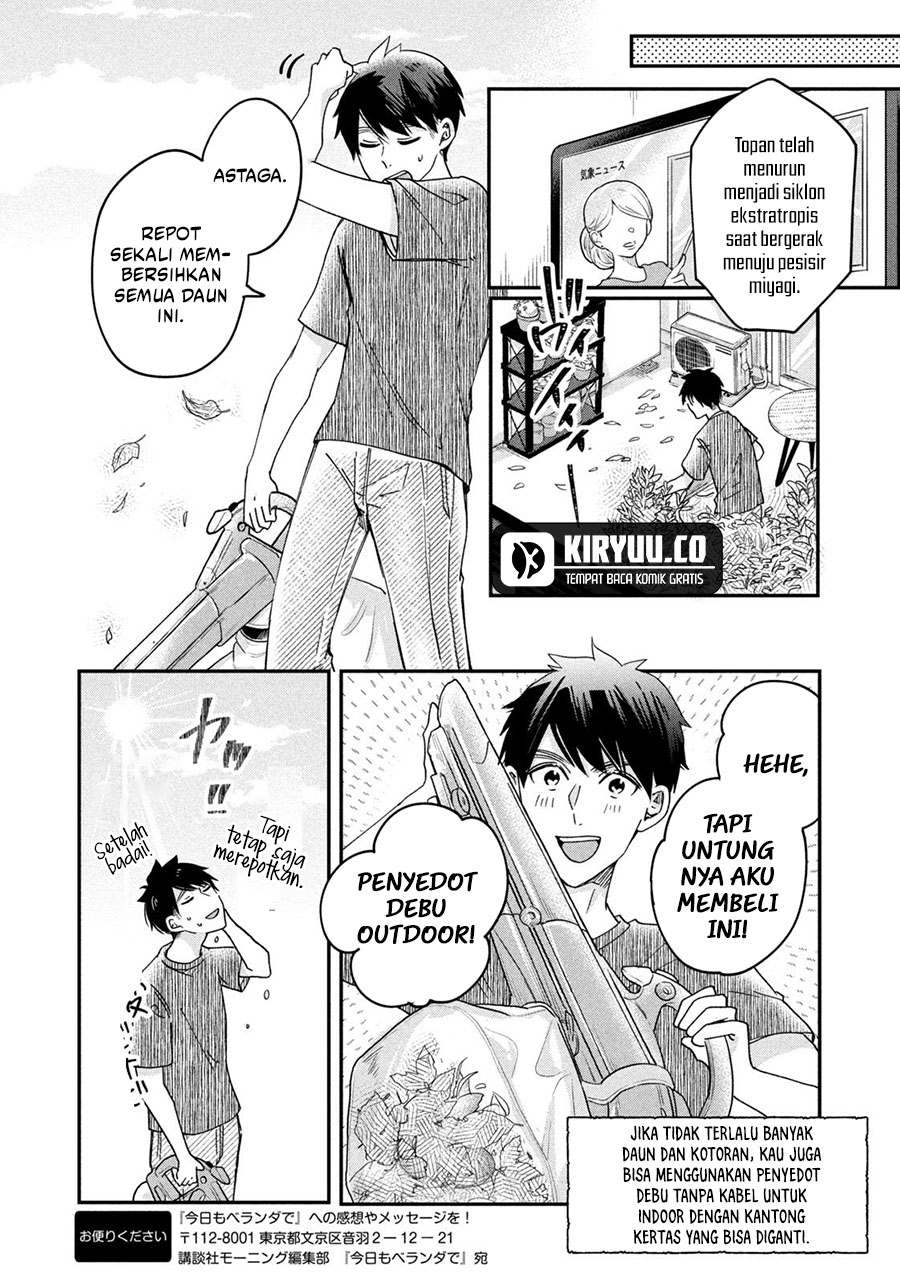 Topan telah
menurun
menjadi siklon
ekstratropis
saat bergerak
menuju pesisir
miyagi.
気象ニュース
ASTAGA.
REPOT
SEKALI MEM-
BERSIHKAN
SEMUA DAUN
INI.
KIRYUU.CO
TEMPAT BACA KOMIK GRATIS
HEHE,
TAPI
UNTUNG
NYA AKU
MEMBELI
INI!
PENYEDOT
DEBU
OUTDOOR!
JIKA TIDAK TERLALU BANYAK
DAUN DAN KOTORAN, KAU JUGA
BISA MENGGUNAKAN PENYEDOT
DEBU TANPA KABEL UNTUK
INDOOR DENGAN KANTONG
KERTAS YANG BISA DIGANTI.
Setelah
badai!
Tapi
tetap saja
merepotkan.
お便りください
『今日もベランダで』への感想やメッセージを！
〒112-8001 東京都文京区音羽2－12－21
講談社モーニング編集部 『今日もベランダで』宛